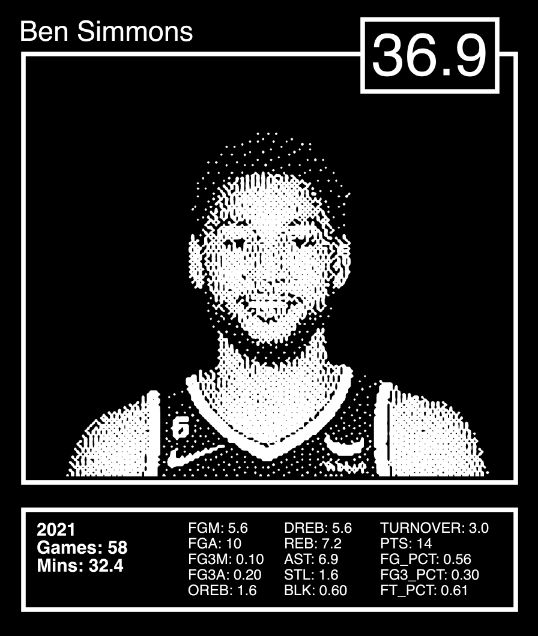 Ben Simmons
36.9
6
2021
Games: 58
Mins: 32.4
FGM: 5.6
FGA: 10
FG3M: 0.10
FG3A: 0.20
OREB: 1.6
DREB: 5.6
REB: 7.2
AST: 6.9
STL: 1.6
BLK: 0.60
TURNOVER: 3.0
PTS: 14
FG_PCT: 0.56
FG3_PCT: 0.30
FT_PCT: 0.61